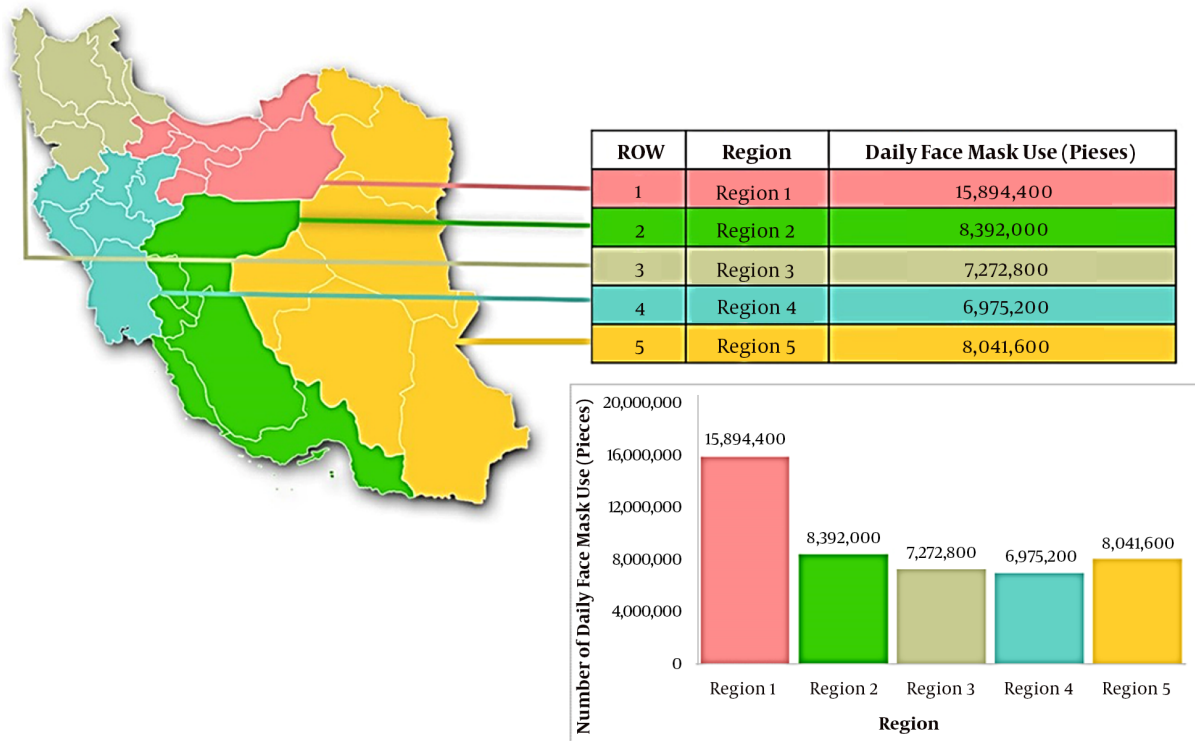 ROW Region Daily Face Mask Use (Pieses)
1 Region 1 15,894,400
2 Region 2 8,392,000
3 Region 3 7,272,800
4 Region 4 6,975,200
5 Region 5 8,041,600
Number of Daily Face Mask Use (Pieces)
20,000,000
16,000,000
12,000,000
8,000,000
4,000,000
0
15,894,400
8,392,000
7,272,800
6,975,200
8,041,600
Region 1 Region 2 Region 3 Region 4 Region 5
Region